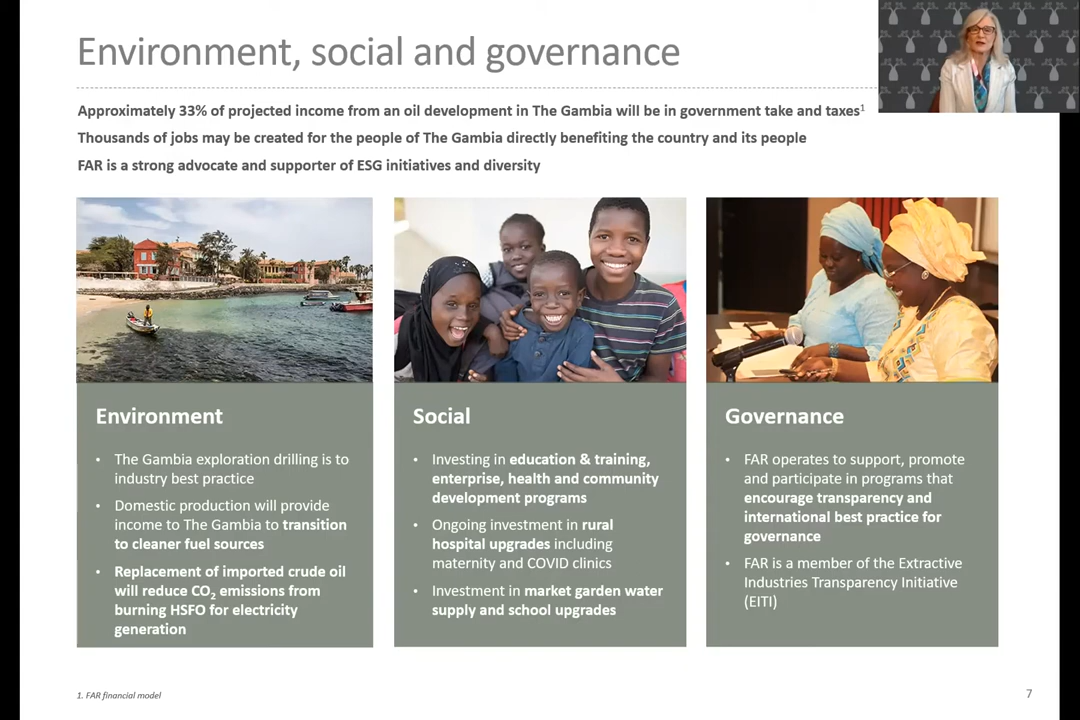 Environment, social and governance
Approximately 33% of projected income from an oil development in The Gambia will be in government take and taxes¹
Thousands of jobs may be created for the people of The Gambia directly benefiting the country and its people
FAR is a strong advocate and supporter of ESG initiatives and diversity
Environment
• The Gambia exploration drilling is to
industry best practice
• Domestic production will provide
income to The Gambia to transition
to cleaner fuel sources
• Replacement of imported crude oil
will reduce CO₂ emissions from
burning HSFO for electricity
generation
Social
• Investing in education & training,
enterprise, health and community
development programs
• Ongoing investment in rural
hospital upgrades including
maternity and COVID clinics
• Investment in market garden water
supply and school upgrades
Governance
• FAR operates to support, promote
and participate in programs that
encourage transparency and
international best practice for
governance
• FAR is a member of the Extractive
Industries Transparency Initiative
(EITI)
1. FAR financial model
7